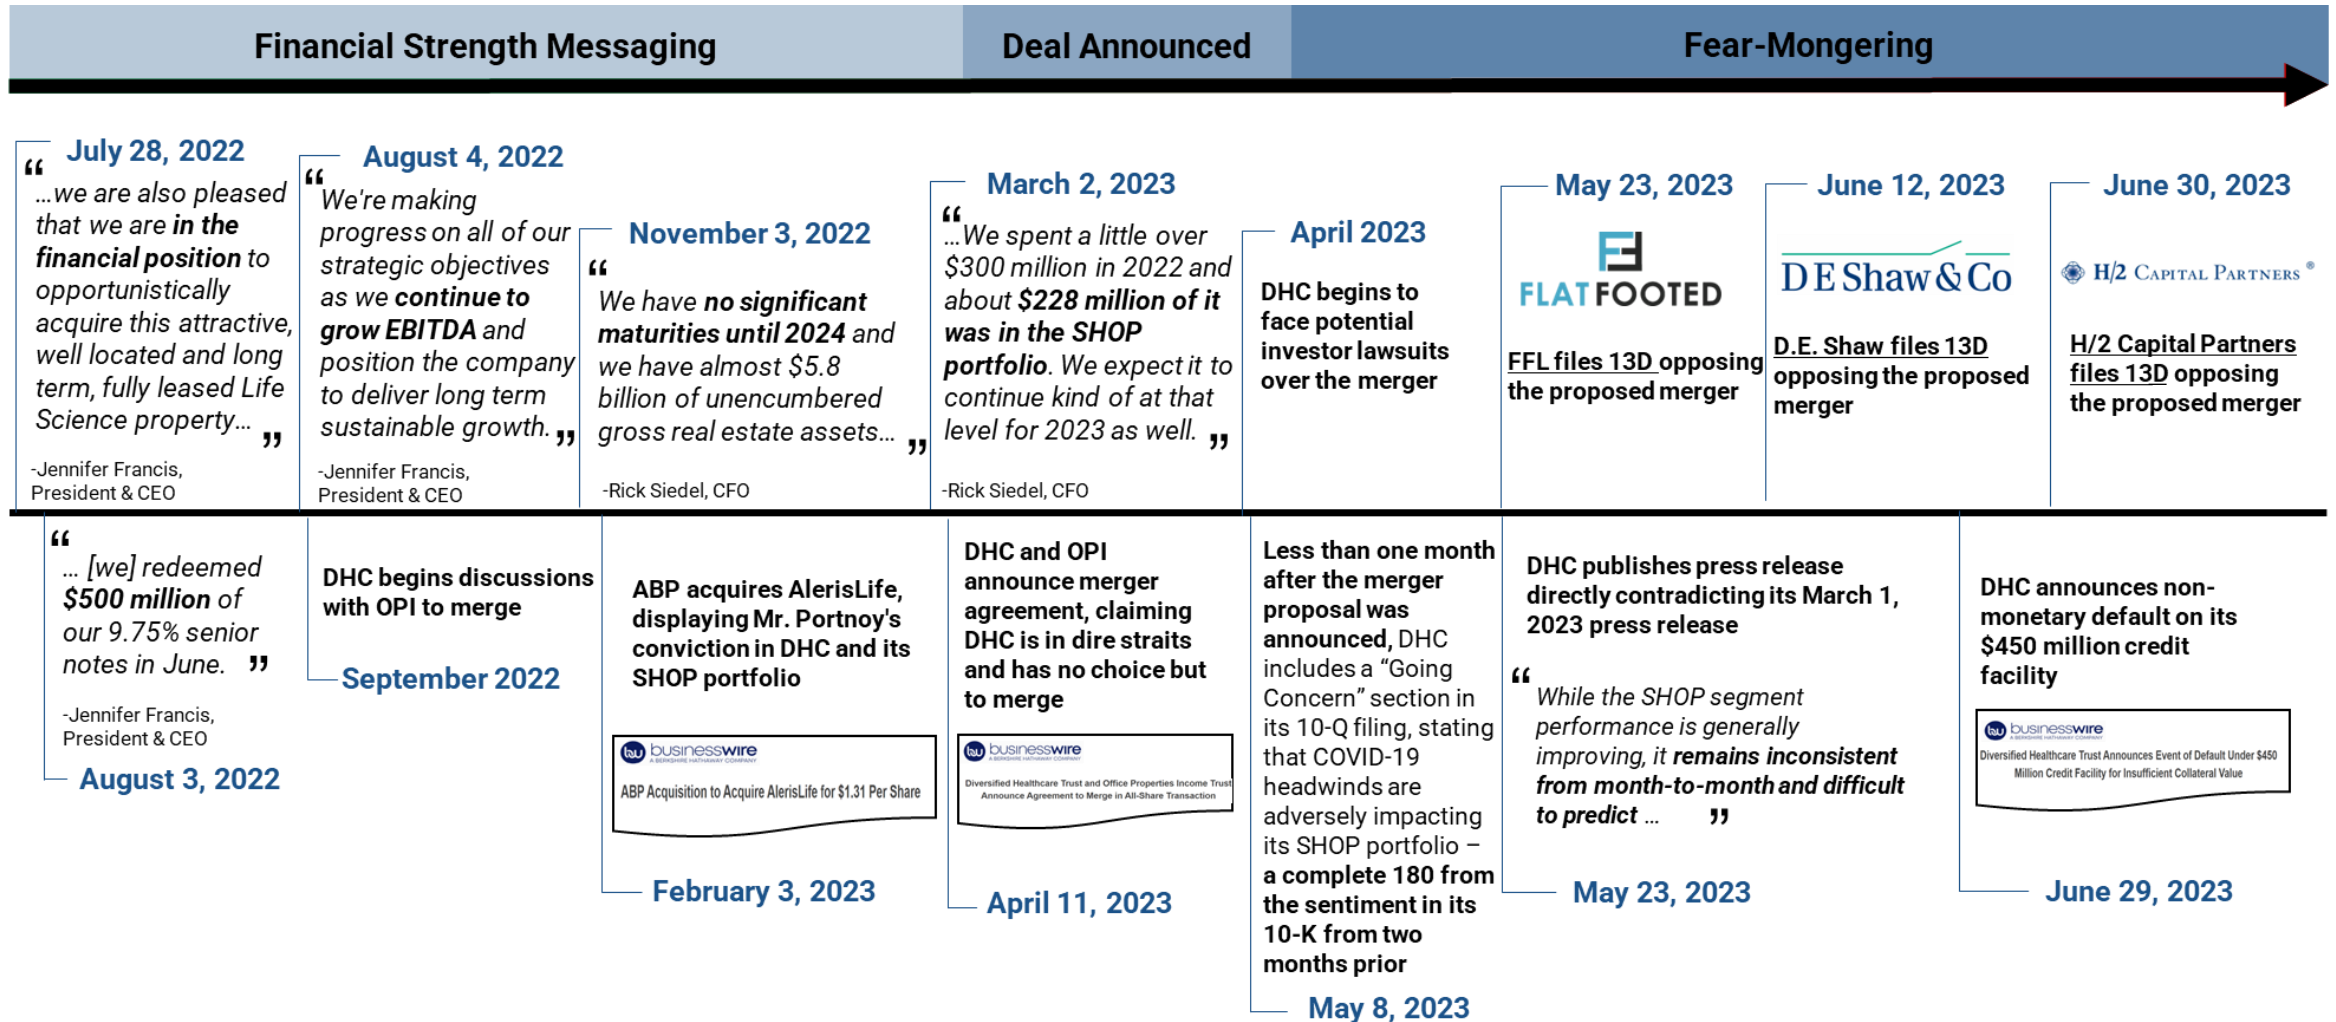 Financial Strength Messaging
Deal Announced
Fear-Mongering
July 28, 2022
“
…we are also pleased
that we are in the
financial position to
opportunistically
acquire this attractive,
well located and long
term, fully leased Life
Science property… ”
-Jennifer Francis,
President & CEO
August 4, 2022
“
We're making
progress on all of our
strategic objectives
as we continue to
grow EBITDA and
position the company
to deliver long term
sustainable growth. ”
-Jennifer Francis,
President & CEO
November 3, 2022
“
We have no significant
maturities until 2024 and
we have almost $5.8
billion of unencumbered
gross real estate assets… ”
-Rick Siedel, CFO
March 2, 2023
“
…We spent a little over
$300 million in 2022 and
about $228 million of it
was in the SHOP
portfolio. We expect it to
continue kind of at that
level for 2023 as well. ”
-Rick Siedel, CFO
April 2023
DHC begins to
face potential
investor lawsuits
over the merger
May 23, 2023
FLAT FOOTED
FFL files 13D opposing
the proposed merger
June 12, 2023
D E Shaw & Co
D.E. Shaw files 13D
opposing the proposed
merger
June 30, 2023
H/2 CAPITAL PARTNERS ®
H/2 Capital Partners
files 13D opposing
the proposed merger
“
… [we] redeemed
$500 million of
our 9.75% senior
notes in June. ”
-Jennifer Francis,
President & CEO
August 3, 2022
DHC begins discussions
with OPI to merge
September 2022
ABP acquires AlerisLife,
displaying Mr. Portnoy's
conviction in DHC and its
SHOP portfolio
bw businesswire
A BERKSHIRE HATHAWAY COMPANY
ABP Acquisition to Acquire AlerisLife for $1.31 Per Share
February 3, 2023
DHC and OPI
announce merger
agreement, claiming
DHC is in dire straits
and has no choice but
to merge
bw businesswire
A BERKSHIRE HATHAWAY COMPANY
Diversified Healthcare Trust and Office Properties Income Trust
Announce Agreement to Merge in All-Share Transaction
April 11, 2023
Less than one month
after the merger
proposal was
announced, DHC
includes a “Going
Concern” section in
its 10-Q filing, stating
that COVID-19
headwinds are
adversely impacting
its SHOP portfolio –
a complete 180 from
the sentiment in its
10-K from two
months prior
May 8, 2023
DHC publishes press release
directly contradicting its March 1,
2023 press release
“
While the SHOP segment
performance is generally
improving, it remains inconsistent
from month-to-month and difficult
to predict … ”
May 23, 2023
DHC announces non-
monetary default on its
$450 million credit
facility
bw businesswire
A BERKSHIRE HATHAWAY COMPANY
Diversified Healthcare Trust Announces Event of Default Under $450
Million Credit Facility for Insufficient Collateral Value
June 29, 2023